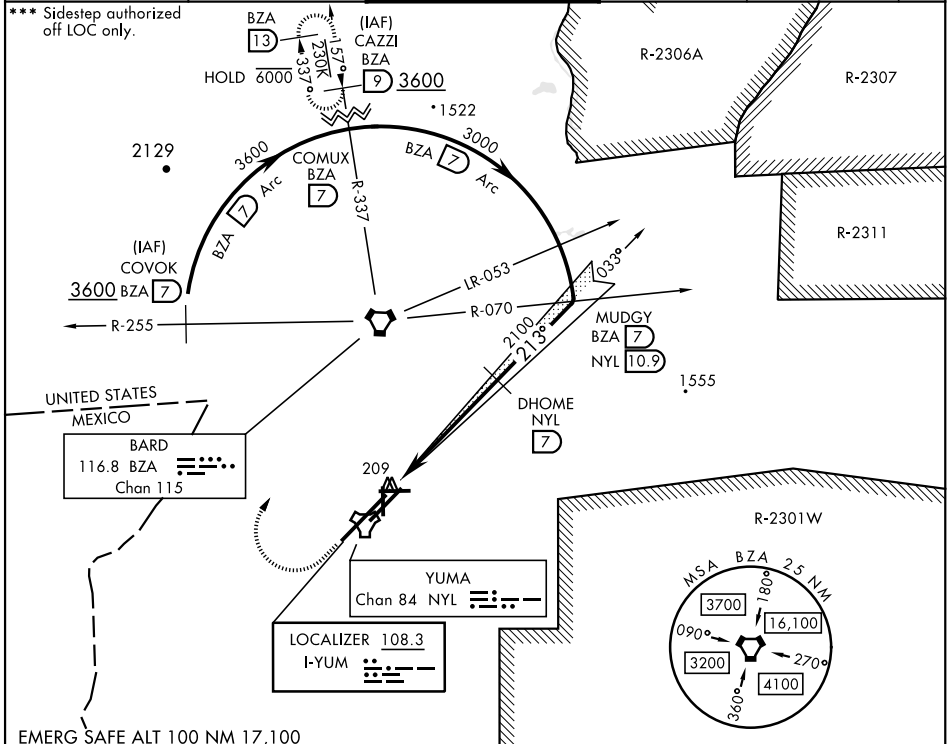 *** Sidestep authorized
off LOC only.
BZA
13
(IAF)
CAZZI
BZA
9 3600
HOLD 6000
230K
157°
337°
R-2306A
R-2307
R-2311
1522
2129
3600
COMUX
BZA
7
BZA 7 Arc
3000
BZA 7 Arc
R-337
(IAF)
COVOK
3600 BZA 7
R-255
LR-053
R-070
033°
2100
213°
MUDGY
BZA 7
NYL 10.9
1555
DHOME
NYL
7
UNITED STATES
MEXICO
BARD
116.8 BZA
Chan 115
209
YUMA
Chan 84 NYL
LOCALIZER 108.3
I-YUM
R-2301W
MSA BZA 25 NM
180°
3700
16,100
090°
270°
3200
4100
360°
EMERG SAFE ALT 100 NM 17,100